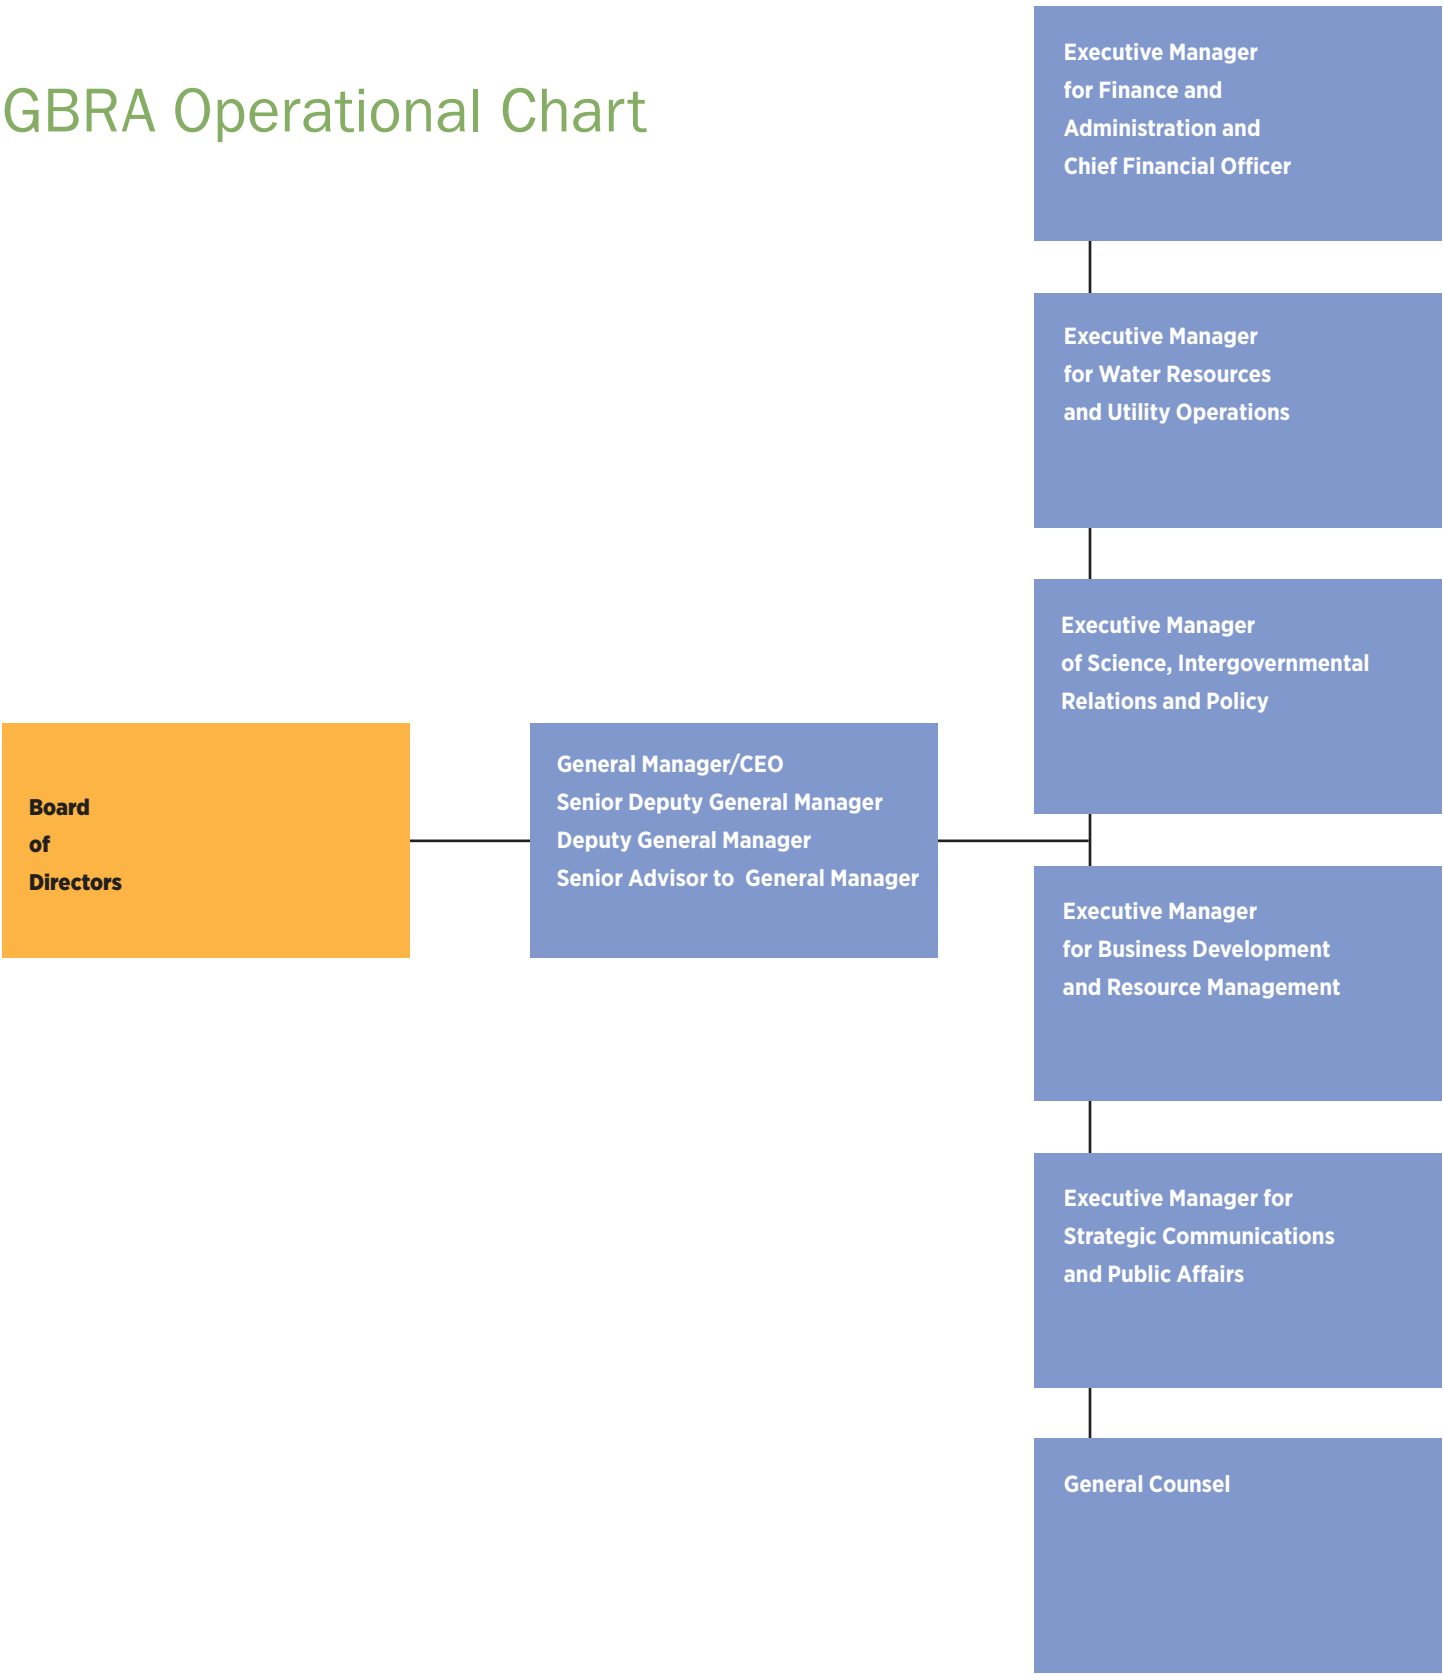 GBRA Operational Chart
Executive Manager
for Finance and
Administration and
Chief Financial Officer
Executive Manager
for Water Resources
and Utility Operations
Executive Manager
of Science, Intergovernmental
Relations and Policy
Board
of
Directors
General Manager/CEO
Senior Deputy General Manager
Deputy General Manager
Senior Advisor to  General Manager
Executive Manager
for Business Development
and Resource Management
Executive Manager for
Strategic Communications
and Public Affairs
General Counsel